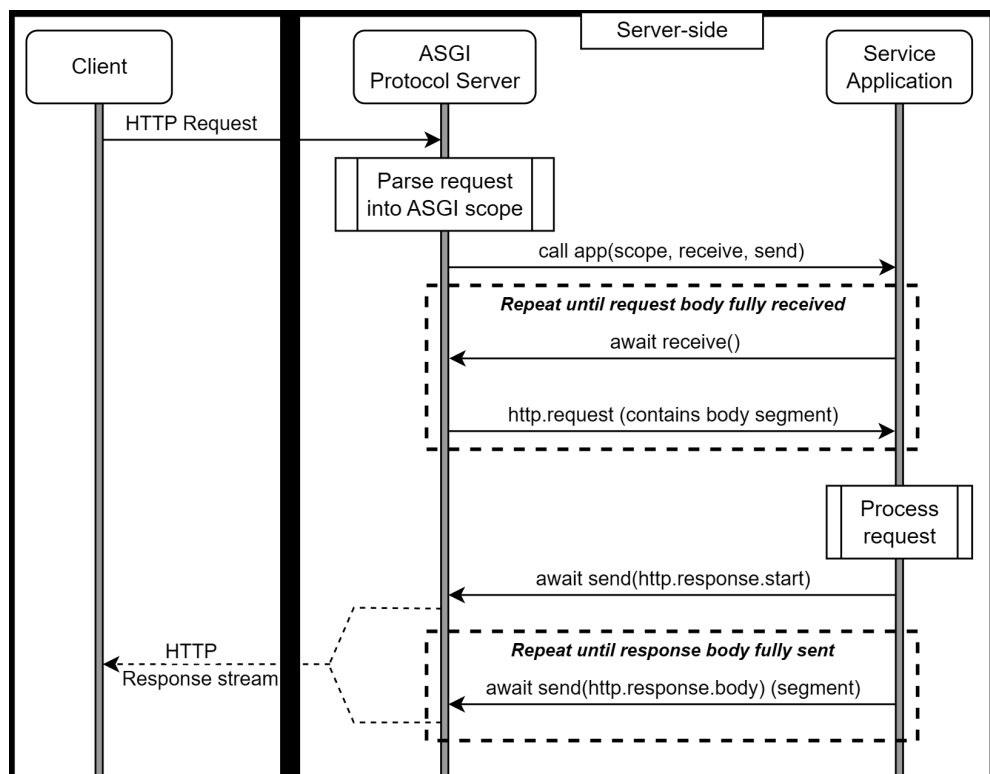 Server-side
Client
ASGI
Protocol Server
Service
Application
HTTP Request
Parse request
into ASGI scope
call app(scope, receive, send)
Repeat until request body fully received
await receive()
http.request (contains body segment)
Process
request
await send(http.response.start)
HTTP
Response stream
Repeat until response body fully sent
await send(http.response.body) (segment)